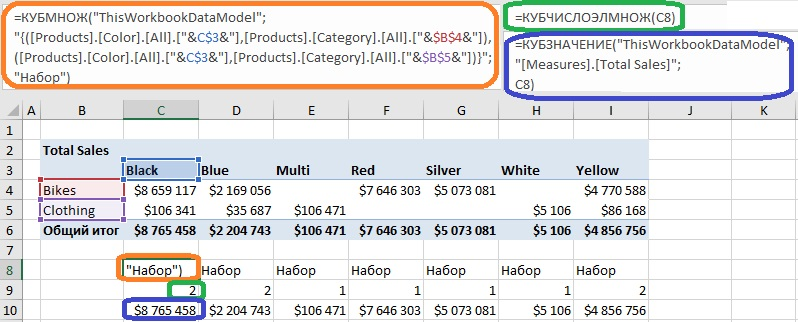 =КУБМНОЖ("ThisWorkbookDataModel";
"{([Products].[Color].[All].["&C$3&"],[Products].[Category].[All].["&$B$4&"]),
([Products].[Color].[All].["&C$3&"],[Products].[Category].[All].["&$B$5&"])}";
"Набор")
=КУБЧИСЛОЭЛМНОЖ(C8)
=КУБЗНАЧЕНИЕ("ThisWorkbookDataModel";
"[Measures].[Total Sales]";
C8)
A B C D E F G H I J K
1
2 Total Sales
3 Black Blue Multi Red Silver White Yellow
4 Bikes $8 659 117 $2 169 056 $7 646 303 $5 073 081 $4 770 588
5 Clothing $106 341 $35 687 $106 471 $5 106 $86 168
6 Общий итог $8 765 458 $2 204 743 $106 471 $7 646 303 $5 073 081 $5 106 $4 856 756
7
8 "Набор") Набор Набор Набор Набор Набор Набор
9 2 2 1 1 1 1 2
10 $8 765 458 $2 204 743 $106 471 $7 646 303 $5 073 081 $5 106 $4 856 756